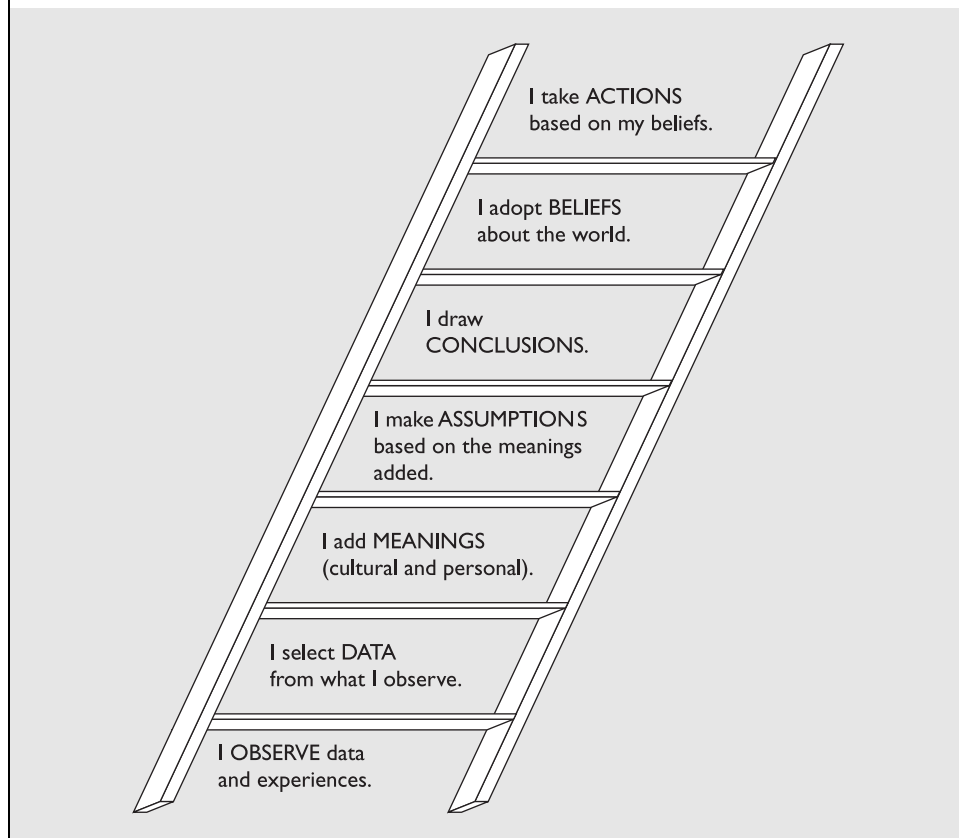 I take ACTIONS
based on my beliefs.
I adopt BELIEFS
about the world.
I draw
CONCLUSIONS.
I make ASSUMPTIONS
based on the meanings
added.
I add MEANINGS
(cultural and personal).
I select DATA
from what I observe.
I OBSERVE data
and experiences.